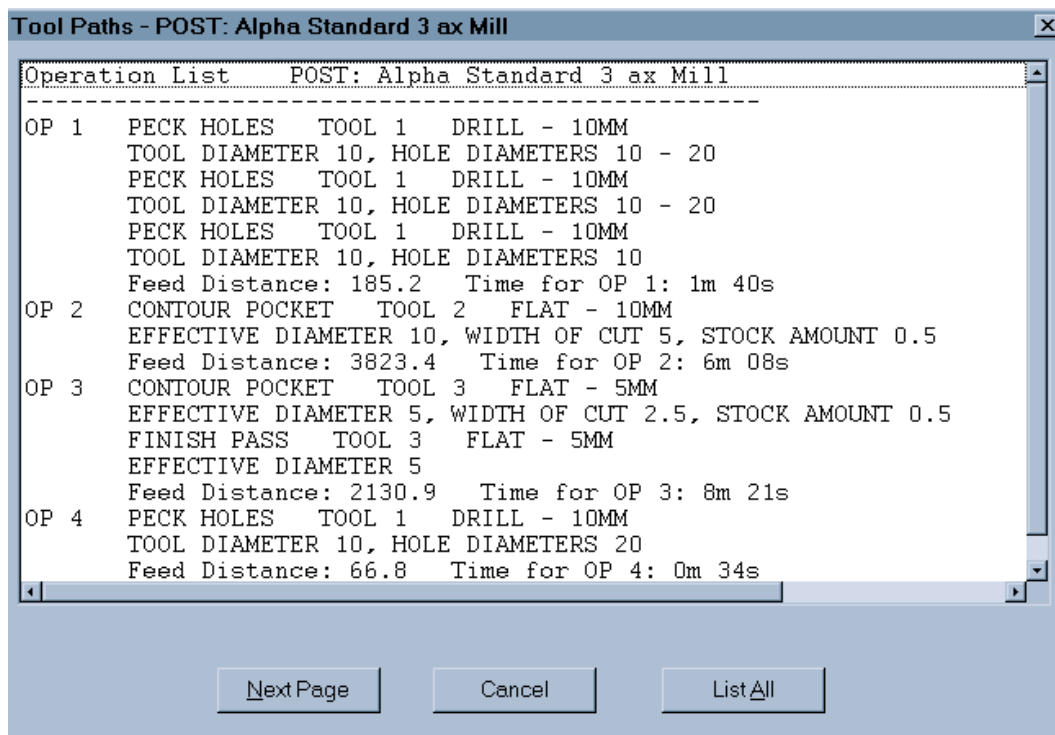 Tool Paths - POST: Alpha Standard 3 ax Mill
Operation List    POST: Alpha Standard 3 ax Mill
--------------------------------------------------
OP 1   PECK HOLES   TOOL 1   DRILL - 10MM
TOOL DIAMETER 10, HOLE DIAMETERS 10 - 20
PECK HOLES   TOOL 1   DRILL - 10MM
TOOL DIAMETER 10, HOLE DIAMETERS 10 - 20
PECK HOLES   TOOL 1   DRILL - 10MM
TOOL DIAMETER 10, HOLE DIAMETERS 10
Feed Distance: 185.2   Time for OP 1: 1m 40s
OP 2   CONTOUR POCKET   TOOL 2   FLAT - 10MM
EFFECTIVE DIAMETER 10, WIDTH OF CUT 5, STOCK AMOUNT 0.5
Feed Distance: 3823.4   Time for OP 2: 6m 08s
OP 3   CONTOUR POCKET   TOOL 3   FLAT - 5MM
EFFECTIVE DIAMETER 5, WIDTH OF CUT 2.5, STOCK AMOUNT 0.5
FINISH PASS   TOOL 3   FLAT - 5MM
EFFECTIVE DIAMETER 5
Feed Distance: 2130.9   Time for OP 3: 8m 21s
OP 4   PECK HOLES   TOOL 1   DRILL - 10MM
TOOL DIAMETER 10, HOLE DIAMETERS 20
Feed Distance: 66.8   Time for OP 4: 0m 34s
Next Page   Cancel   List All